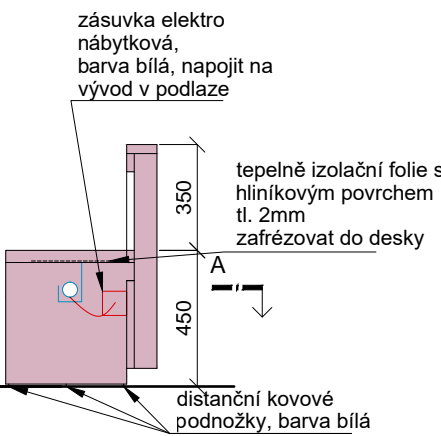 zásuvka elektro
nábytková,
barva bílá, napojit na
vývod v podlaze
tepelně izolační folie s
hliníkovým povrchem
tl. 2mm
zafrézovat do desky
350
A
450
distanční kovové
podnožky, barva bílá